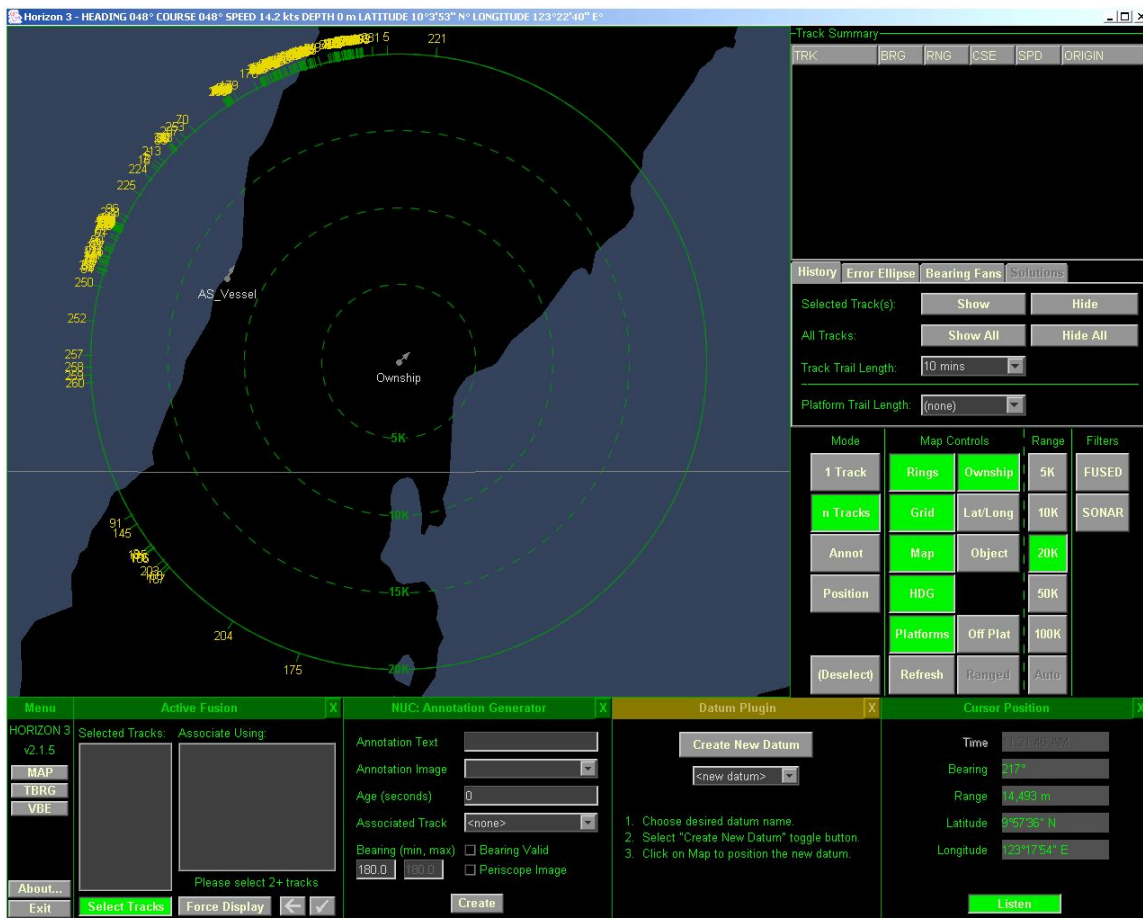 Horizon 3 - HEADING 048° COURSE 048° SPEED 14.2 kts DEPTH 0 m LATITUDE 10°3'53" N° LONGITUDE 123°22'40" E°
5
221
70
253
213
224
225
250
252
257
258
259
260
AS_Vessel
Ownship
5K
10K
15K
20K
91
145
203
204
175
Track Summary
TRK BRG RNG CSE SPD ORIGIN
History Error Ellipse Bearing Fans Solutions
Selected Track(s): Show Hide
All Tracks: Show All Hide All
Track Trail Length: 10 mins
Platform Trail Length: (none)
Mode Map Controls Range Filters
1 Track Rings Ownship 5K FUSED
n Tracks Grid Lat/Long 10K SONAR
Annot Map Object 20K
Position HDG 50K
Platforms Off Plat 100K
(Deselect) Refresh Ranged Auto
Menu
HORIZON 3
v2.1.5
MAP
TBRG
VBE
About...
Exit
Active Fusion X
Selected Tracks: Associate Using:
Please select 2+ tracks
Select Tracks Force Display
NUC: Annotation Generator X
Annotation Text
Annotation Image
Age (seconds) 0
Associated Track <none>
Bearing (min, max) Bearing Valid
180.0 180.0 Periscope Image
Create
Datum Plugin X
Create New Datum
<new datum>
1. Choose desired datum name.
2. Select "Create New Datum" toggle button.
3. Click on Map to position the new datum.
Cursor Position X
Time 11:21:46 AM
Bearing 217°
Range 14,493 m
Latitude 9°57'36" N
Longitude 123°17'54" E
Listen